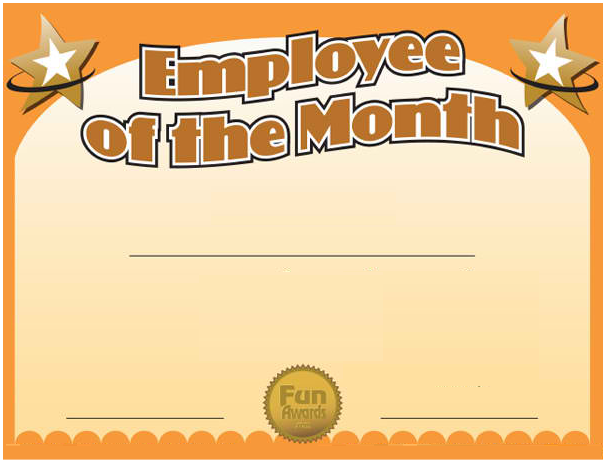 Employee
of the Month
Fun
Awards